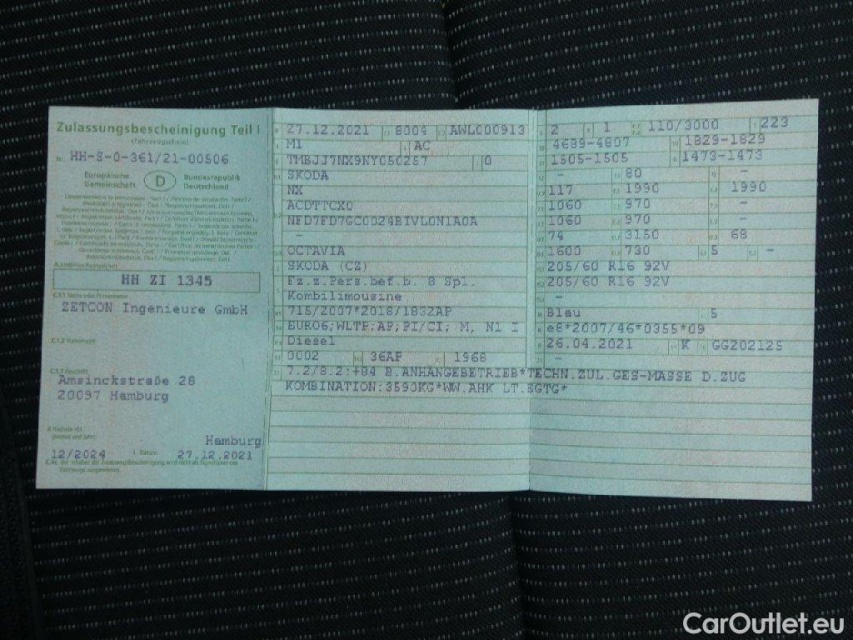 Zulassungsbescheinigung Teil I
(Fahrzeugschein)
Nr. HH-S-0-361/21-00506
Europäische Gemeinschaft
D
Bundesrepublik Deutschland
HH ZI 1345
ZETCON Ingenieure GmbH
Amsinckstraße 28
20097 Hamburg
Hamburg
12/2024
27.12.2021
27.12.2021 8004 AWL000913
M1 AC
0
SKODA
NX
ACDTTCX0
NFD7FD7GC0024BIVLON1A0A
-
OCTAVIA
SKODA (CZ)
Fz.z.Pers.bef.b. 8 Spl.
Kombilimousine
715/2007*2018/1832AP
EURO6;WLTP;AP;PI/CI; M, N1 I
Diesel
0002 36AP 1968
7.2/8.2:+84 B.ANHANGEBETRIEB*TECHN.ZUL.GES-MASSE D.ZUG
KOMBINATION:3590KG*WW.AHK LT.EGTG*
2 1 110/3000 223
4689-4807 1829-1829
1505-1505 1473-1473
- 80 -
117 1990 1990
1060 970 -
1060 970 -
74 3150 68
1600 730 5 -
205/60 R16 92V
205/60 R16 92V
-
Blau 5
e8*2007/46*0355*09
26.04.2021 K GG202125
CarOutlet.eu